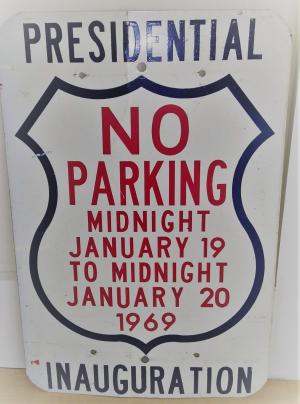 PRESIDENTIAL
NO
PARKING
MIDNIGHT
JANUARY 19
TO MIDNIGHT
JANUARY 20
1969
INAUGURATION